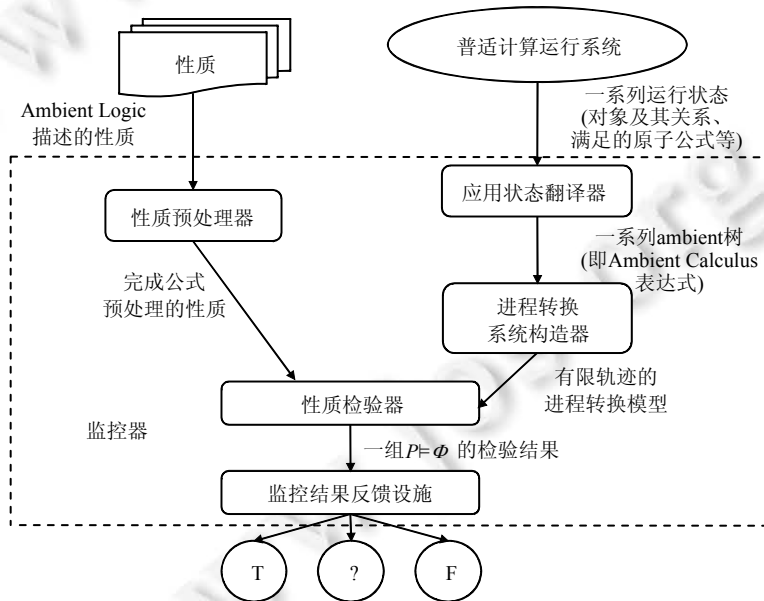 性质
普适计算运行系统
Ambient Logic
描述的性质
一系列运行状态
(对象及其关系、
满足的原子公式等)
性质预处理器
应用状态翻译器
完成公式
预处理的性质
一系列ambient树
(即Ambient Calculus
表达式)
进程转换
系统构造器
有限轨迹的
进程转换模型
性质检验器
监控器
一组P⊨Φ 的检验结果
监控结果反馈设施
T
?
F